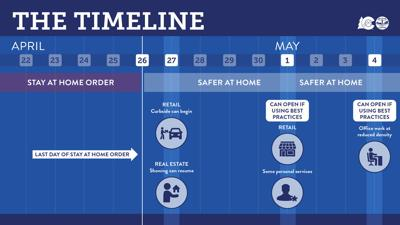 THE TIMELINE
APRIL
MAY
22 23 24 25 26 27 28 29 30 1 2 3 4
STAY AT HOME ORDER
SAFER AT HOME
SAFER AT HOME
RETAIL
Curbside can begin
LAST DAY OF STAY AT HOME ORDER
REAL ESTATE
Showing can resume
CAN OPEN IF
USING BEST
PRACTICES
RETAIL
Some personal services
CAN OPEN IF
USING BEST
PRACTICES
Office work at
reduced density